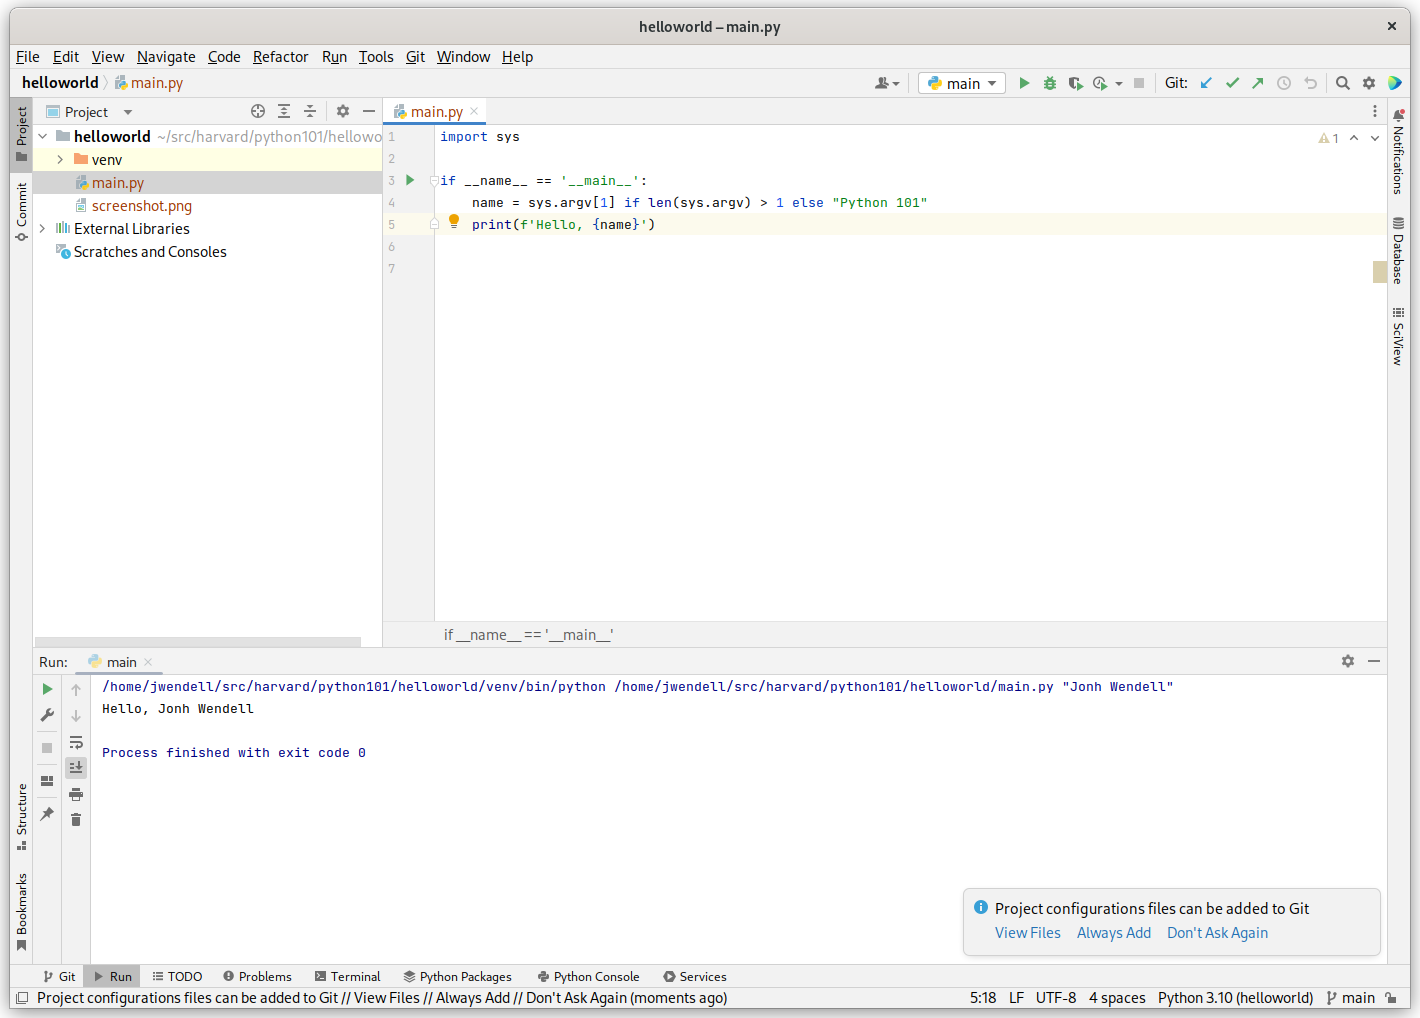 helloworld – main.py
File Edit View Navigate Code Refactor Run Tools Git Window Help
helloworld main.py main Git:
Project
main.py
Project
Commit
Structure
Bookmarks
helloworld ~/src/harvard/python101/hellowo
venv
main.py
screenshot.png
External Libraries
Scratches and Consoles
1 import sys
2
3 if __name__ == '__main__':
4 name = sys.argv[1] if len(sys.argv) > 1 else "Python 101"
5 print(f'Hello, {name}')
6
7
1
if __name__ == '__main__'
Notifications
Database
SciView
Run: main
/home/jwendell/src/harvard/python101/helloworld/venv/bin/python /home/jwendell/src/harvard/python101/helloworld/main.py "Jonh Wendell"
Hello, Jonh Wendell
Process finished with exit code 0
Project configurations files can be added to Git
View Files Always Add Don't Ask Again
Git Run TODO Problems Terminal Python Packages Python Console Services
Project configurations files can be added to Git // View Files // Always Add // Don't Ask Again (moments ago) 5:18 LF UTF-8 4 spaces Python 3.10 (helloworld) main